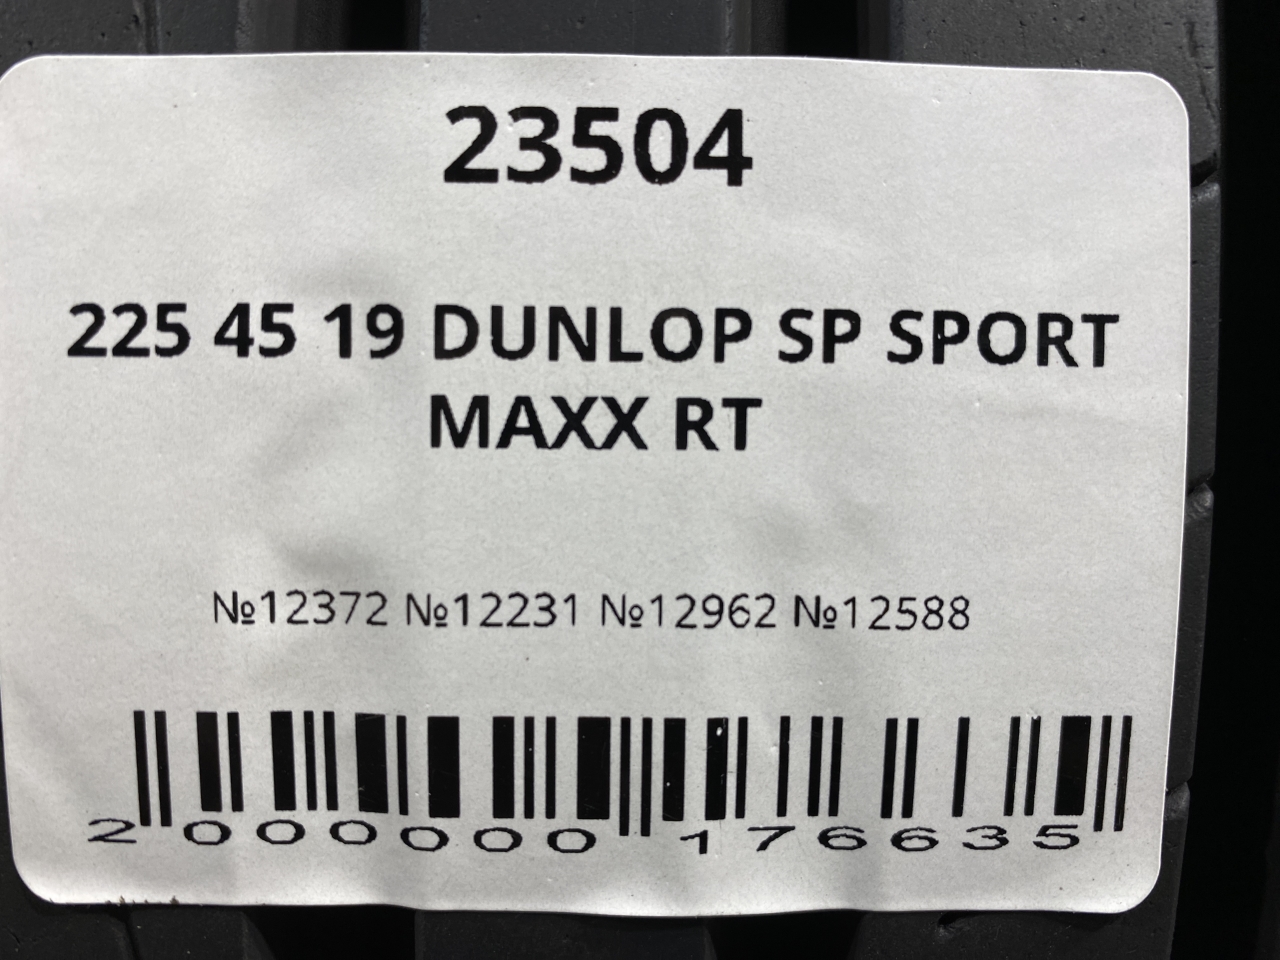 23504
225 45 19 DUNLOP SP SPORT
MAXX RT
№12372 №12231 №12962 №12588
2 000000 176635